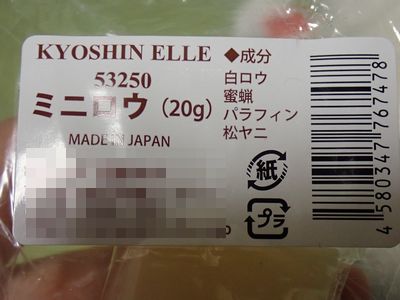 KYOSHIN ELLE
53250
ミニロウ（20g）
MADE IN JAPAN
◆成分
白ロウ
蜜蝋
パラフィン
松ヤニ
紙
プラ
4580347767478